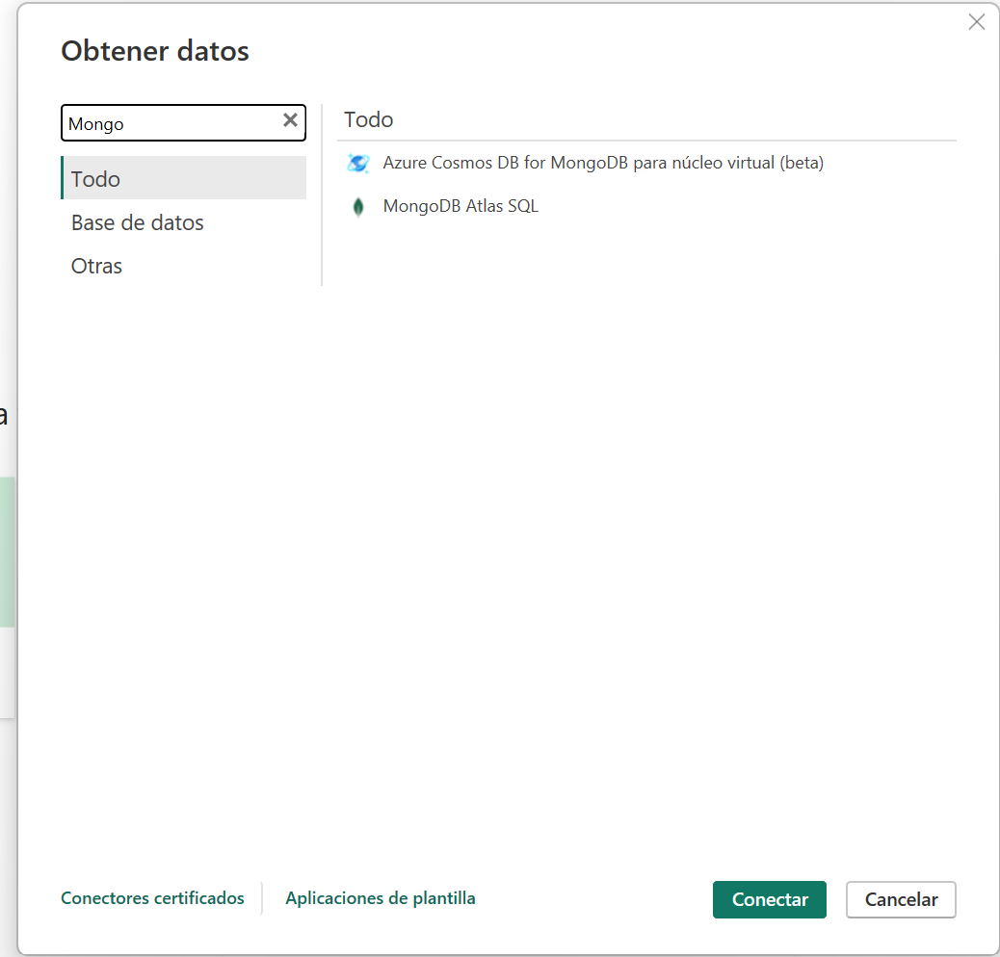 Obtener datos
Mongo
Todo
Base de datos
Otras
Todo
Azure Cosmos DB for MongoDB para núcleo virtual (beta)
MongoDB Atlas SQL
a
Conectores certificados
Aplicaciones de plantilla
Conectar
Cancelar